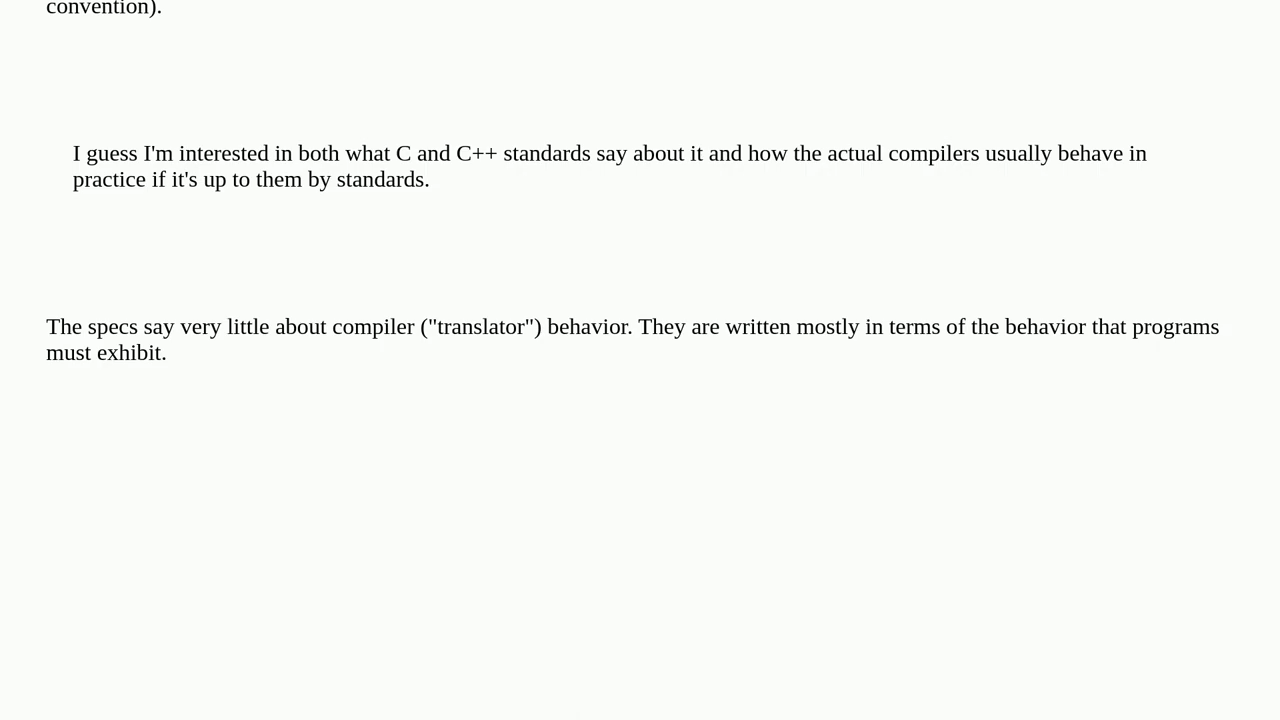 convention).
I guess I'm interested in both what C and C++ standards say about it and how the actual compilers usually behave in
practice if it's up to them by standards.
The specs say very little about compiler ("translator") behavior. They are written mostly in terms of the behavior that programs
must exhibit.